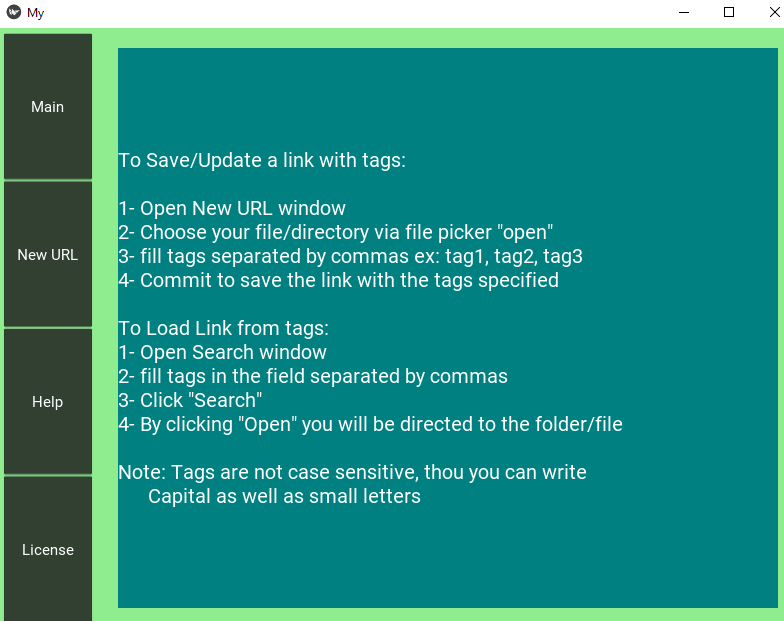 My
Main
New URL
Help
License
To Save/Update a link with tags:
1- Open New URL window
2- Choose your file/directory via file picker "open"
3- fill tags separated by commas ex: tag1, tag2, tag3
4- Commit to save the link with the tags specified
To Load Link from tags:
1- Open Search window
2- fill tags in the field separated by commas
3- Click "Search"
4- By clicking "Open" you will be directed to the folder/file
Note: Tags are not case sensitive, thou you can write
Capital as well as small letters